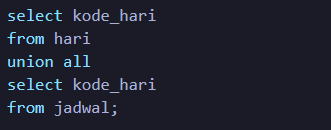 select kode_hari
from hari
union all
select kode_hari
from jadwal;